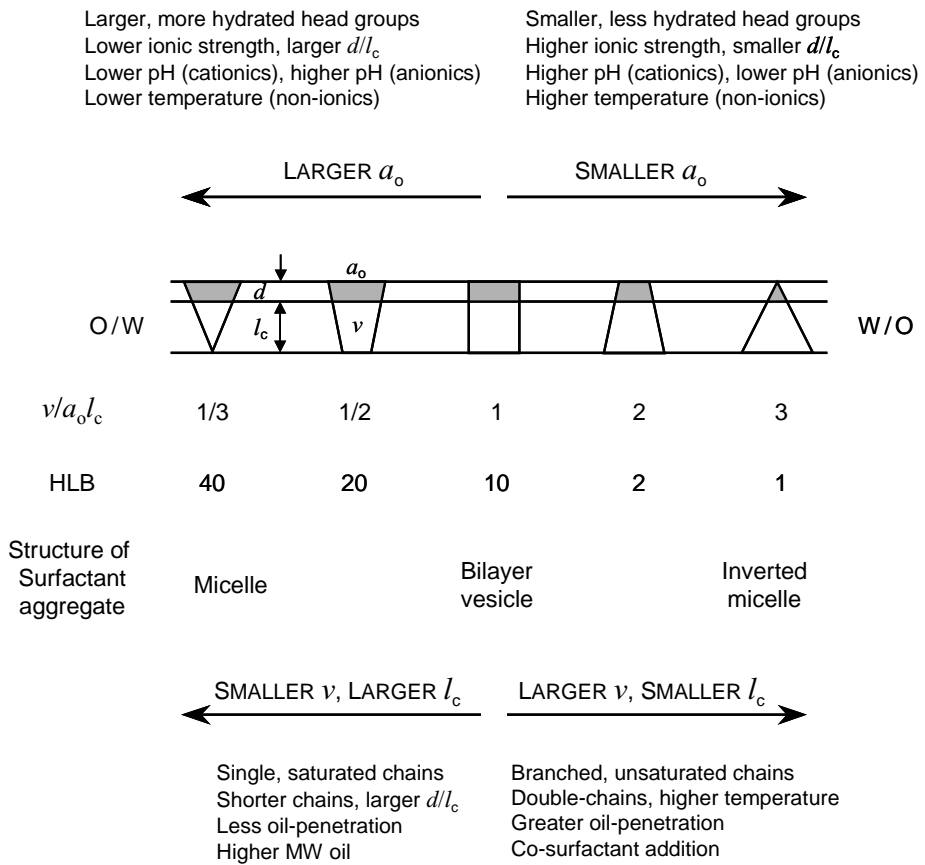 Larger, more hydrated head groups
Lower ionic strength, larger d/lc
Lower pH (cationics), higher pH (anionics)
Lower temperature (non-ionics)
Smaller, less hydrated head groups
Higher ionic strength, smaller d/lc
Higher pH (cationics), lower pH (anionics)
Higher temperature (non-ionics)
LARGER ao
SMALLER ao
ao
d
O/W
lc
v
W/O
v/aolc 1/3 1/2 1 2 3
HLB 40 20 10 2 1
Structure of
Surfactant
aggregate
Micelle
Bilayer
vesicle
Inverted
micelle
SMALLER v, LARGER lc
LARGER v, SMALLER lc
Single, saturated chains
Shorter chains, larger d/lc
Less oil-penetration
Higher MW oil
Branched, unsaturated chains
Double-chains, higher temperature
Greater oil-penetration
Co-surfactant addition